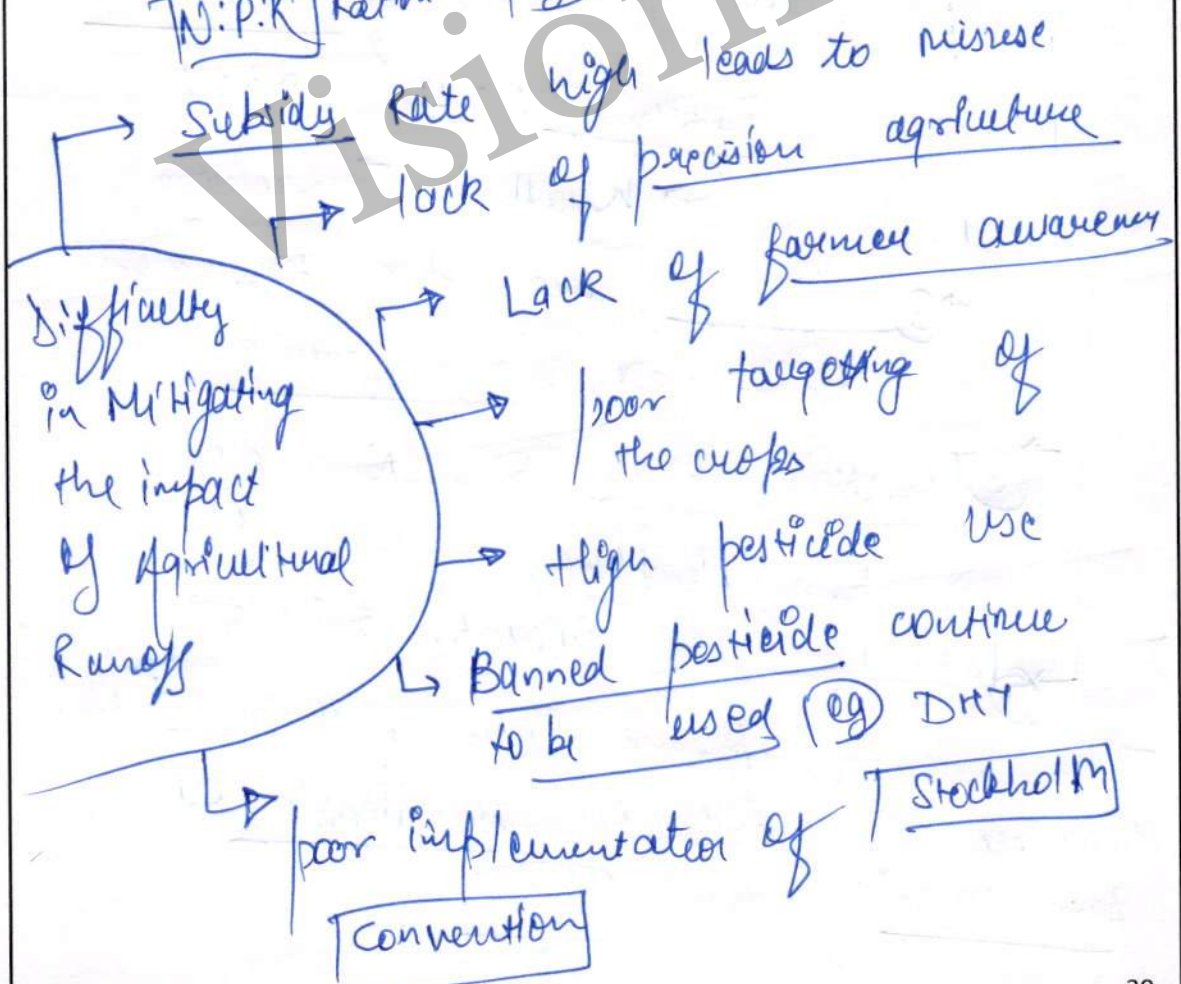 N:P:K
Subsidy Rate high leads to misuse
lack of precision agriculture
Lack of farmer awareness
poor targetting of
the crops
High pesticide use
Banned pesticide continue
to be used (eg) DHT
poor implementation of Stockholm
Convention
Difficulty
in Mitigating
the impact
of Agricultural
Runoff
Vision